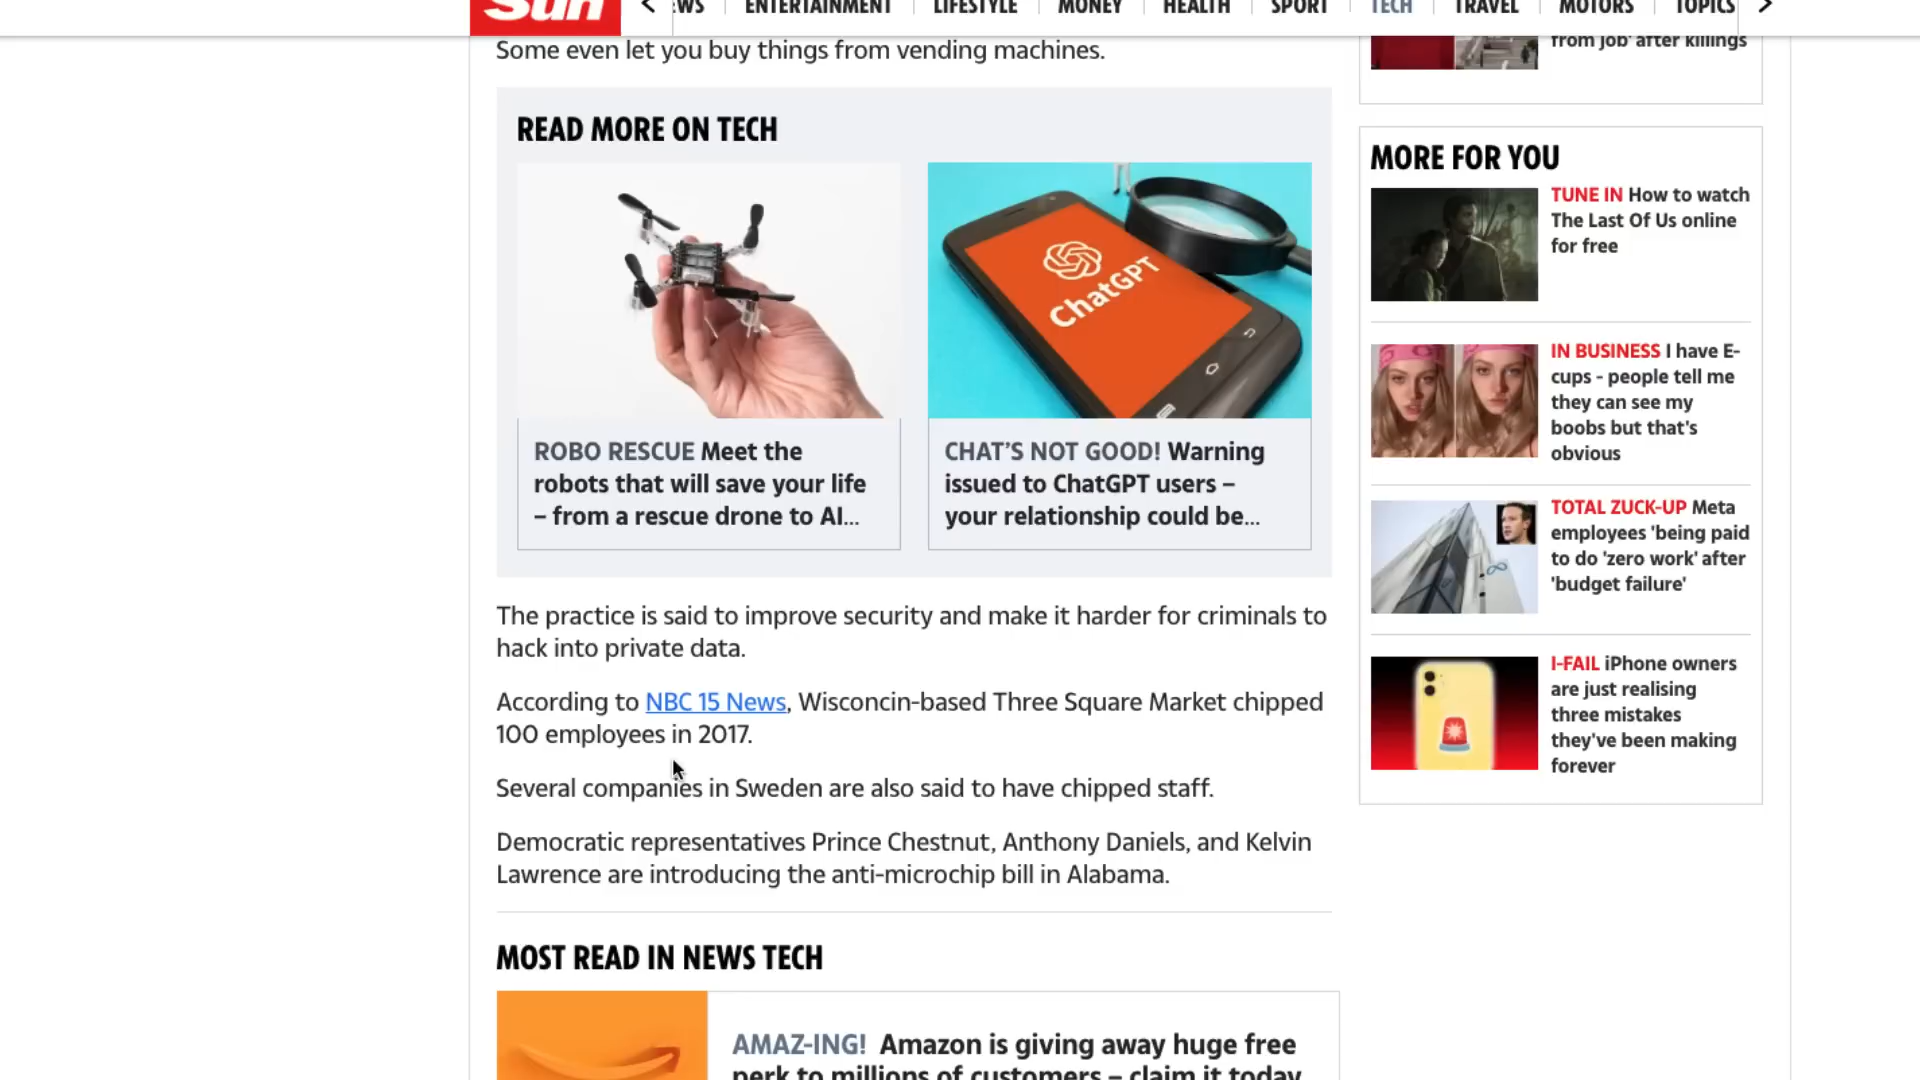 Sun
EWS
ENTERTAINMENT
LIFESTYLE
MONEY
HEALTH
SPORT
TECH
TRAVEL
MOTORS
TOPICS
Some even let you buy things from vending machines.
READ MORE ON TECH
ChatGPT
ROBO RESCUE Meet the
robots that will save your life
– from a rescue drone to AI...
CHAT'S NOT GOOD! Warning
issued to ChatGPT users –
your relationship could be...
The practice is said to improve security and make it harder for criminals to
hack into private data.
According to NBC 15 News, Wisconcin-based Three Square Market chipped
100 employees in 2017.
Several companies in Sweden are also said to have chipped staff.
Democratic representatives Prince Chestnut, Anthony Daniels, and Kelvin
Lawrence are introducing the anti-microchip bill in Alabama.
MOST READ IN NEWS TECH
AMAZ-ING! Amazon is giving away huge free
perk to millions of customers – claim it today
from job' after killings
MORE FOR YOU
TUNE IN How to watch
The Last Of Us online
for free
IN BUSINESS I have E-
cups - people tell me
they can see my
boobs but that's
obvious
TOTAL ZUCK-UP Meta
employees 'being paid
to do 'zero work' after
'budget failure'
I-FAIL iPhone owners
are just realising
three mistakes
they've been making
forever